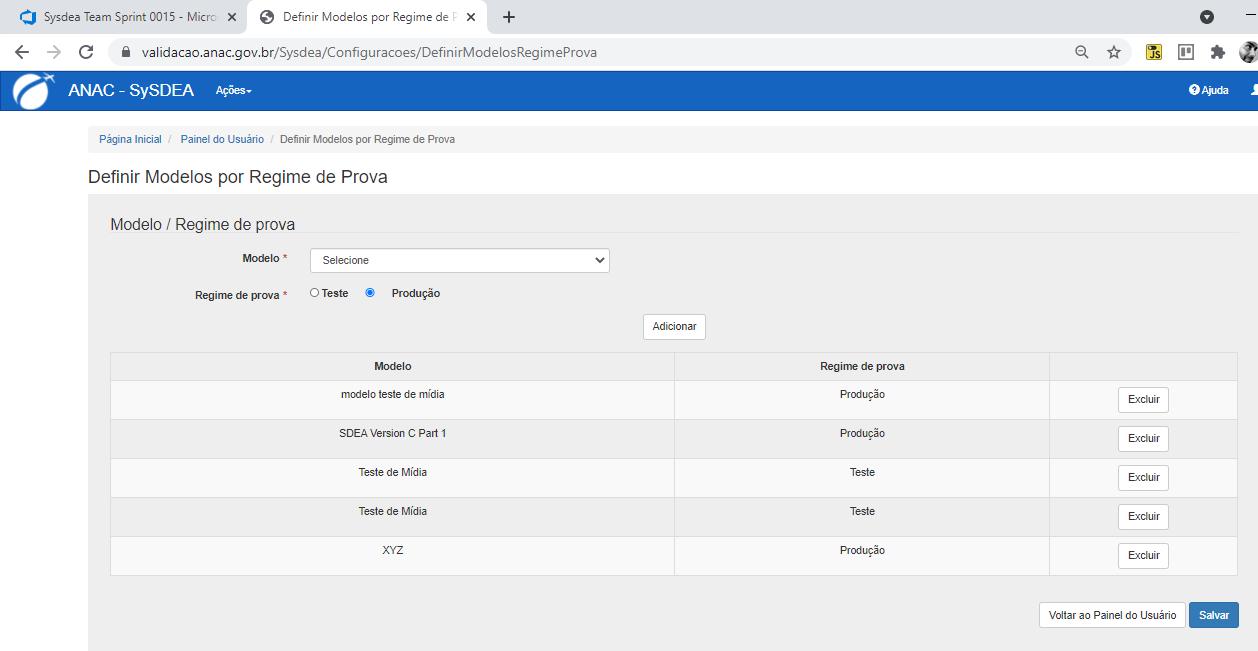 Sysdea Team Sprint 0015 - Micro
Definir Modelos por Regime de P
validacao.anac.gov.br/Sysdea/Configuracoes/DefinirModelosRegimeProva
JS
ANAC - SySDEA
Ações
Ajuda
Página Inicial / Painel do Usuário / Definir Modelos por Regime de Prova
Definir Modelos por Regime de Prova
Modelo / Regime de prova
Modelo *
Selecione
Regime de prova *
Teste
Produção
Adicionar
Modelo Regime de prova
modelo teste de mídia Produção Excluir
SDEA Version C Part 1 Produção Excluir
Teste de Mídia Teste Excluir
Teste de Mídia Teste Excluir
XYZ Produção Excluir
Voltar ao Painel do Usuário Salvar